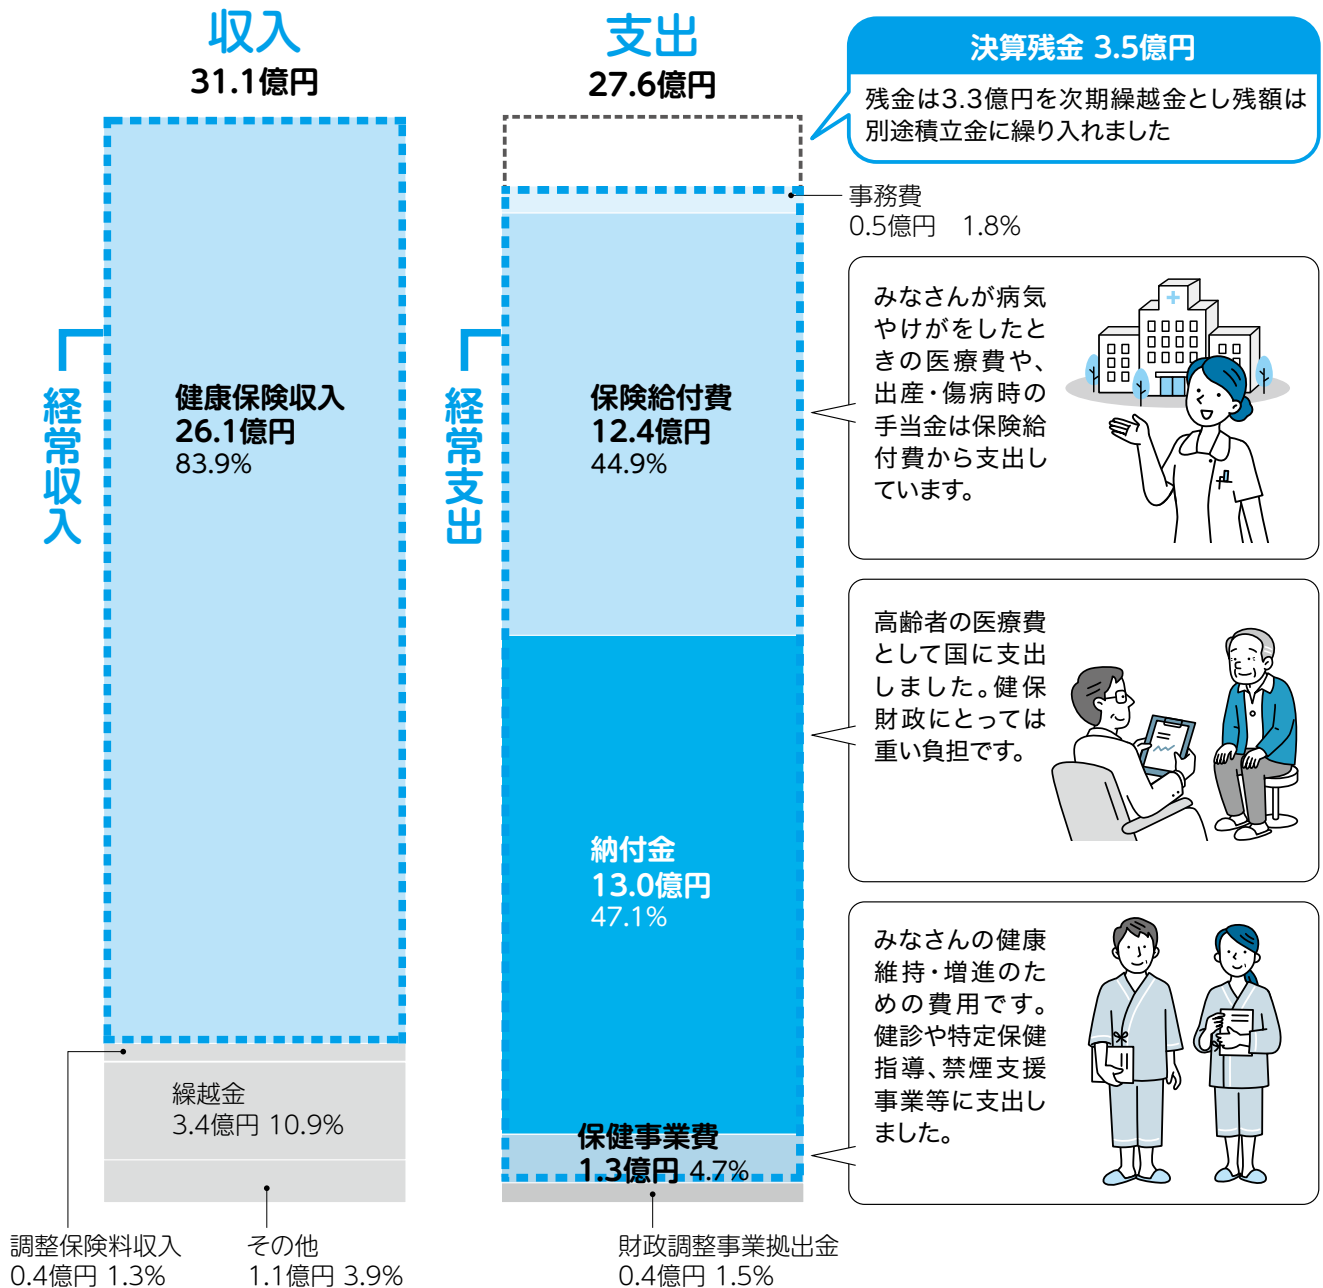 収入
31.1億円
経常収入
健康保険収入
26.1億円
83.9%
繰越金
3.4億円 10.9%
調整保険料収入
0.4億円 1.3%
その他
1.1億円 3.9%
支出
27.6億円
経常支出
保険給付費
12.4億円
44.9%
納付金
13.0億円
47.1%
保健事業費
1.3億円 4.7%
財政調整事業拠出金
0.4億円 1.5%
決算残金 3.5億円
残金は3.3億円を次期繰越金とし残額は
別途積立金に繰り入れました
事務費
0.5億円 1.8%
みなさんが病気
やけがをしたと
きの医療費や、
出産・傷病時の
手当金は保険給
付費から支出し
ています。
高齢者の医療費
として国に支出
しました。健保
財政にとっては
重い負担です。
みなさんの健康
維持・増進のた
めの費用です。
健診や特定保健
指導、禁煙支援
事業等に支出し
ました。